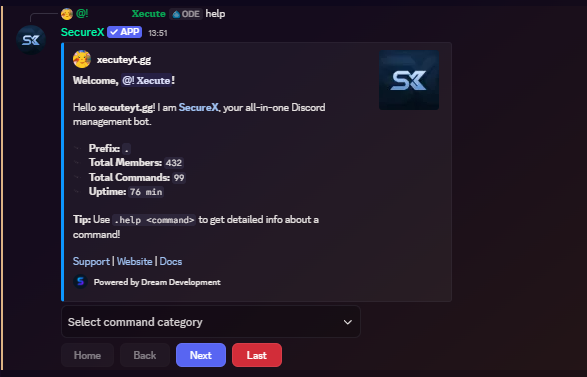 @! Xecute ODE help
SecureX ✓ APP 13:51
xecuteyt.gg
Welcome, @! Xecute!
SX
Hello xecuteyt.gg! I am SecureX, your all-in-one Discord
management bot.
Prefix: .
Total Members: 432
Total Commands: 99
Uptime: 76 min
Tip: Use .help <command> to get detailed info about a
command!
Support | Website | Docs
Powered by Dream Development
Select command category
Home Back Next Last